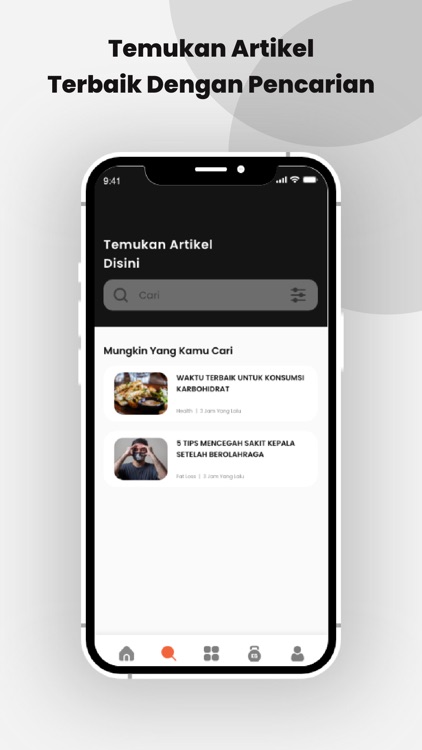 Temukan Artikel
Terbaik Dengan Pencarian
9:41
Temukan Artikel
Disini
Cari
Mungkin Yang Kamu Cari
WAKTU TERBAIK UNTUK KONSUMSI
KARBOHIDRAT
Health | 3 Jam Yang Lalu
5 TIPS MENCEGAH SAKIT KEPALA
SETELAH BEROLAHRAGA
Fat Loss | 3 Jam Yang Lalu